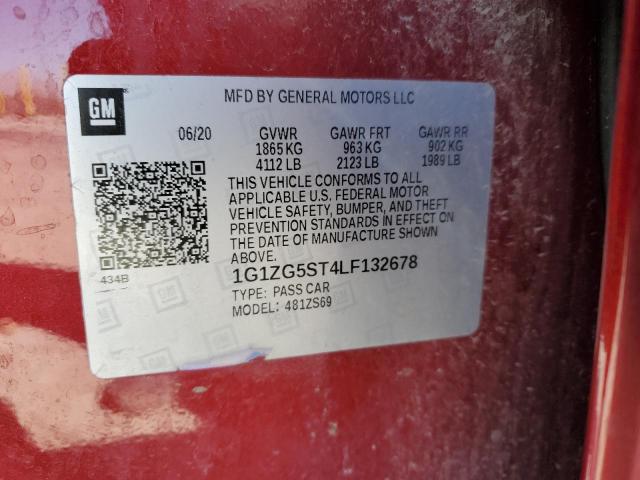 GM
MFD BY GENERAL MOTORS LLC
06/20 GVWR GAWR FRT GAWR RR
1865 KG 963 KG 902 KG
4112 LB 2123 LB 1989 LB
THIS VEHICLE CONFORMS TO ALL
APPLICABLE U.S. FEDERAL MOTOR
VEHICLE SAFETY, BUMPER, AND THEFT
PREVENTION STANDARDS IN EFFECT ON
THE DATE OF MANUFACTURE SHOWN
ABOVE.
434B
1G1ZG5ST4LF132678
TYPE: PASS CAR
MODEL: 481ZS69